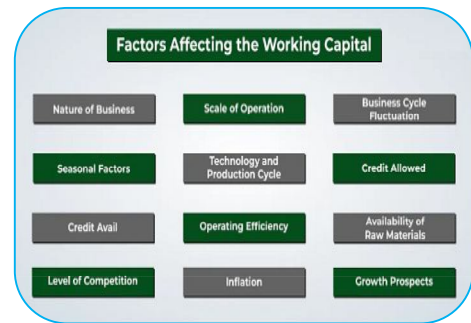 Factors Affecting the Working Capital
Nature of Business
Scale of Operation
Business Cycle
Fluctuation
Seasonal Factors
Technology and
Production Cycle
Credit Allowed
Credit Avail
Operating Efficiency
Availability of
Raw Materials
Level of Competition
Inflation
Growth Prospects